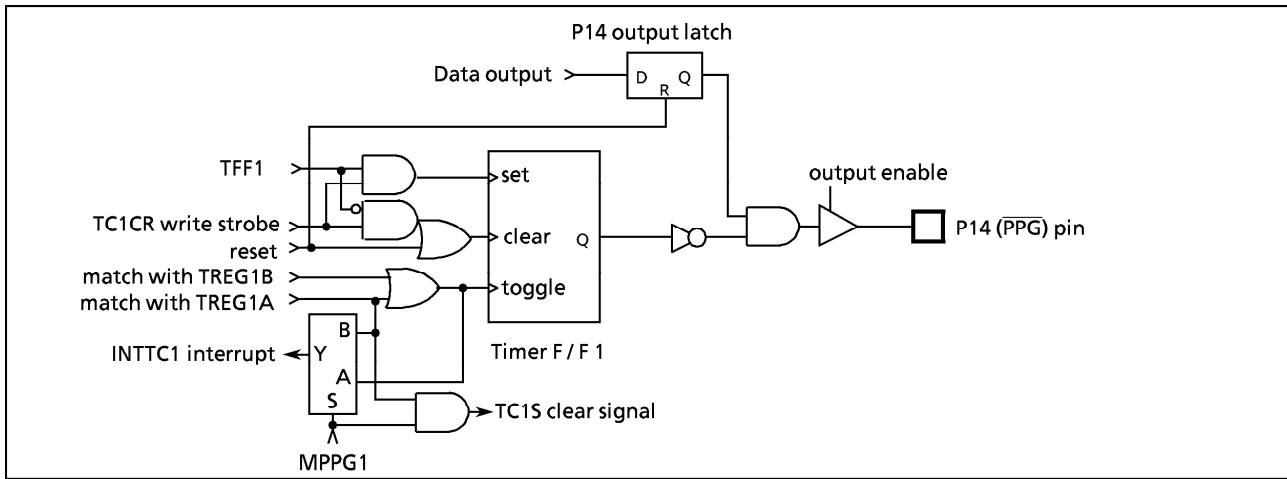 P14 output latch
Data output
D Q
R
TFF1
set
output enable
TC1CR write strobe
clear
Q
P14 (PPG) pin
reset
match with TREG1B
toggle
match with TREG1A
B
INTTC1 interrupt
Y
Timer F / F 1
A
S
TC1S clear signal
MPPG1